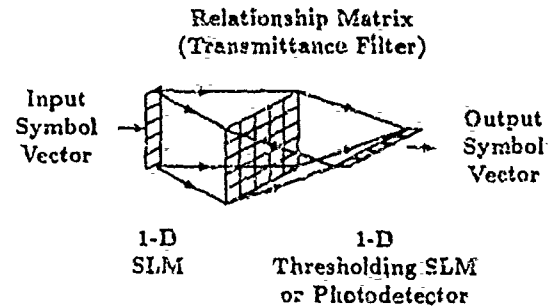 Relationship Matrix
(Transmittance Filter)
Input
Symbol
Vector
Output
Symbol
Vector
1-D
SLM
1-D
Thresholding SLM
or Photodetector